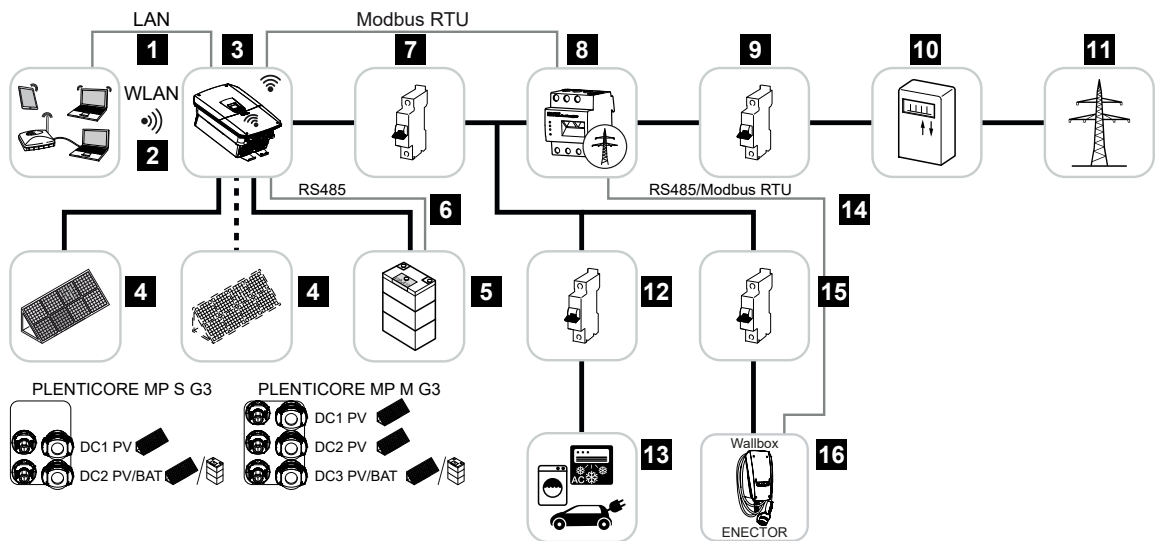 LAN
Modbus RTU
1
3
7
8
9
10
11
WLAN
2
RS485
6
RS485/Modbus RTU
14
4
4
5
12
15
PLENTICORE MP S G3
DC1 PV
DC2 PV/BAT
/
PLENTICORE MP M G3
DC1 PV
DC2 PV
DC3 PV/BAT
/
AC
13
Wallbox
ENECTOR
16